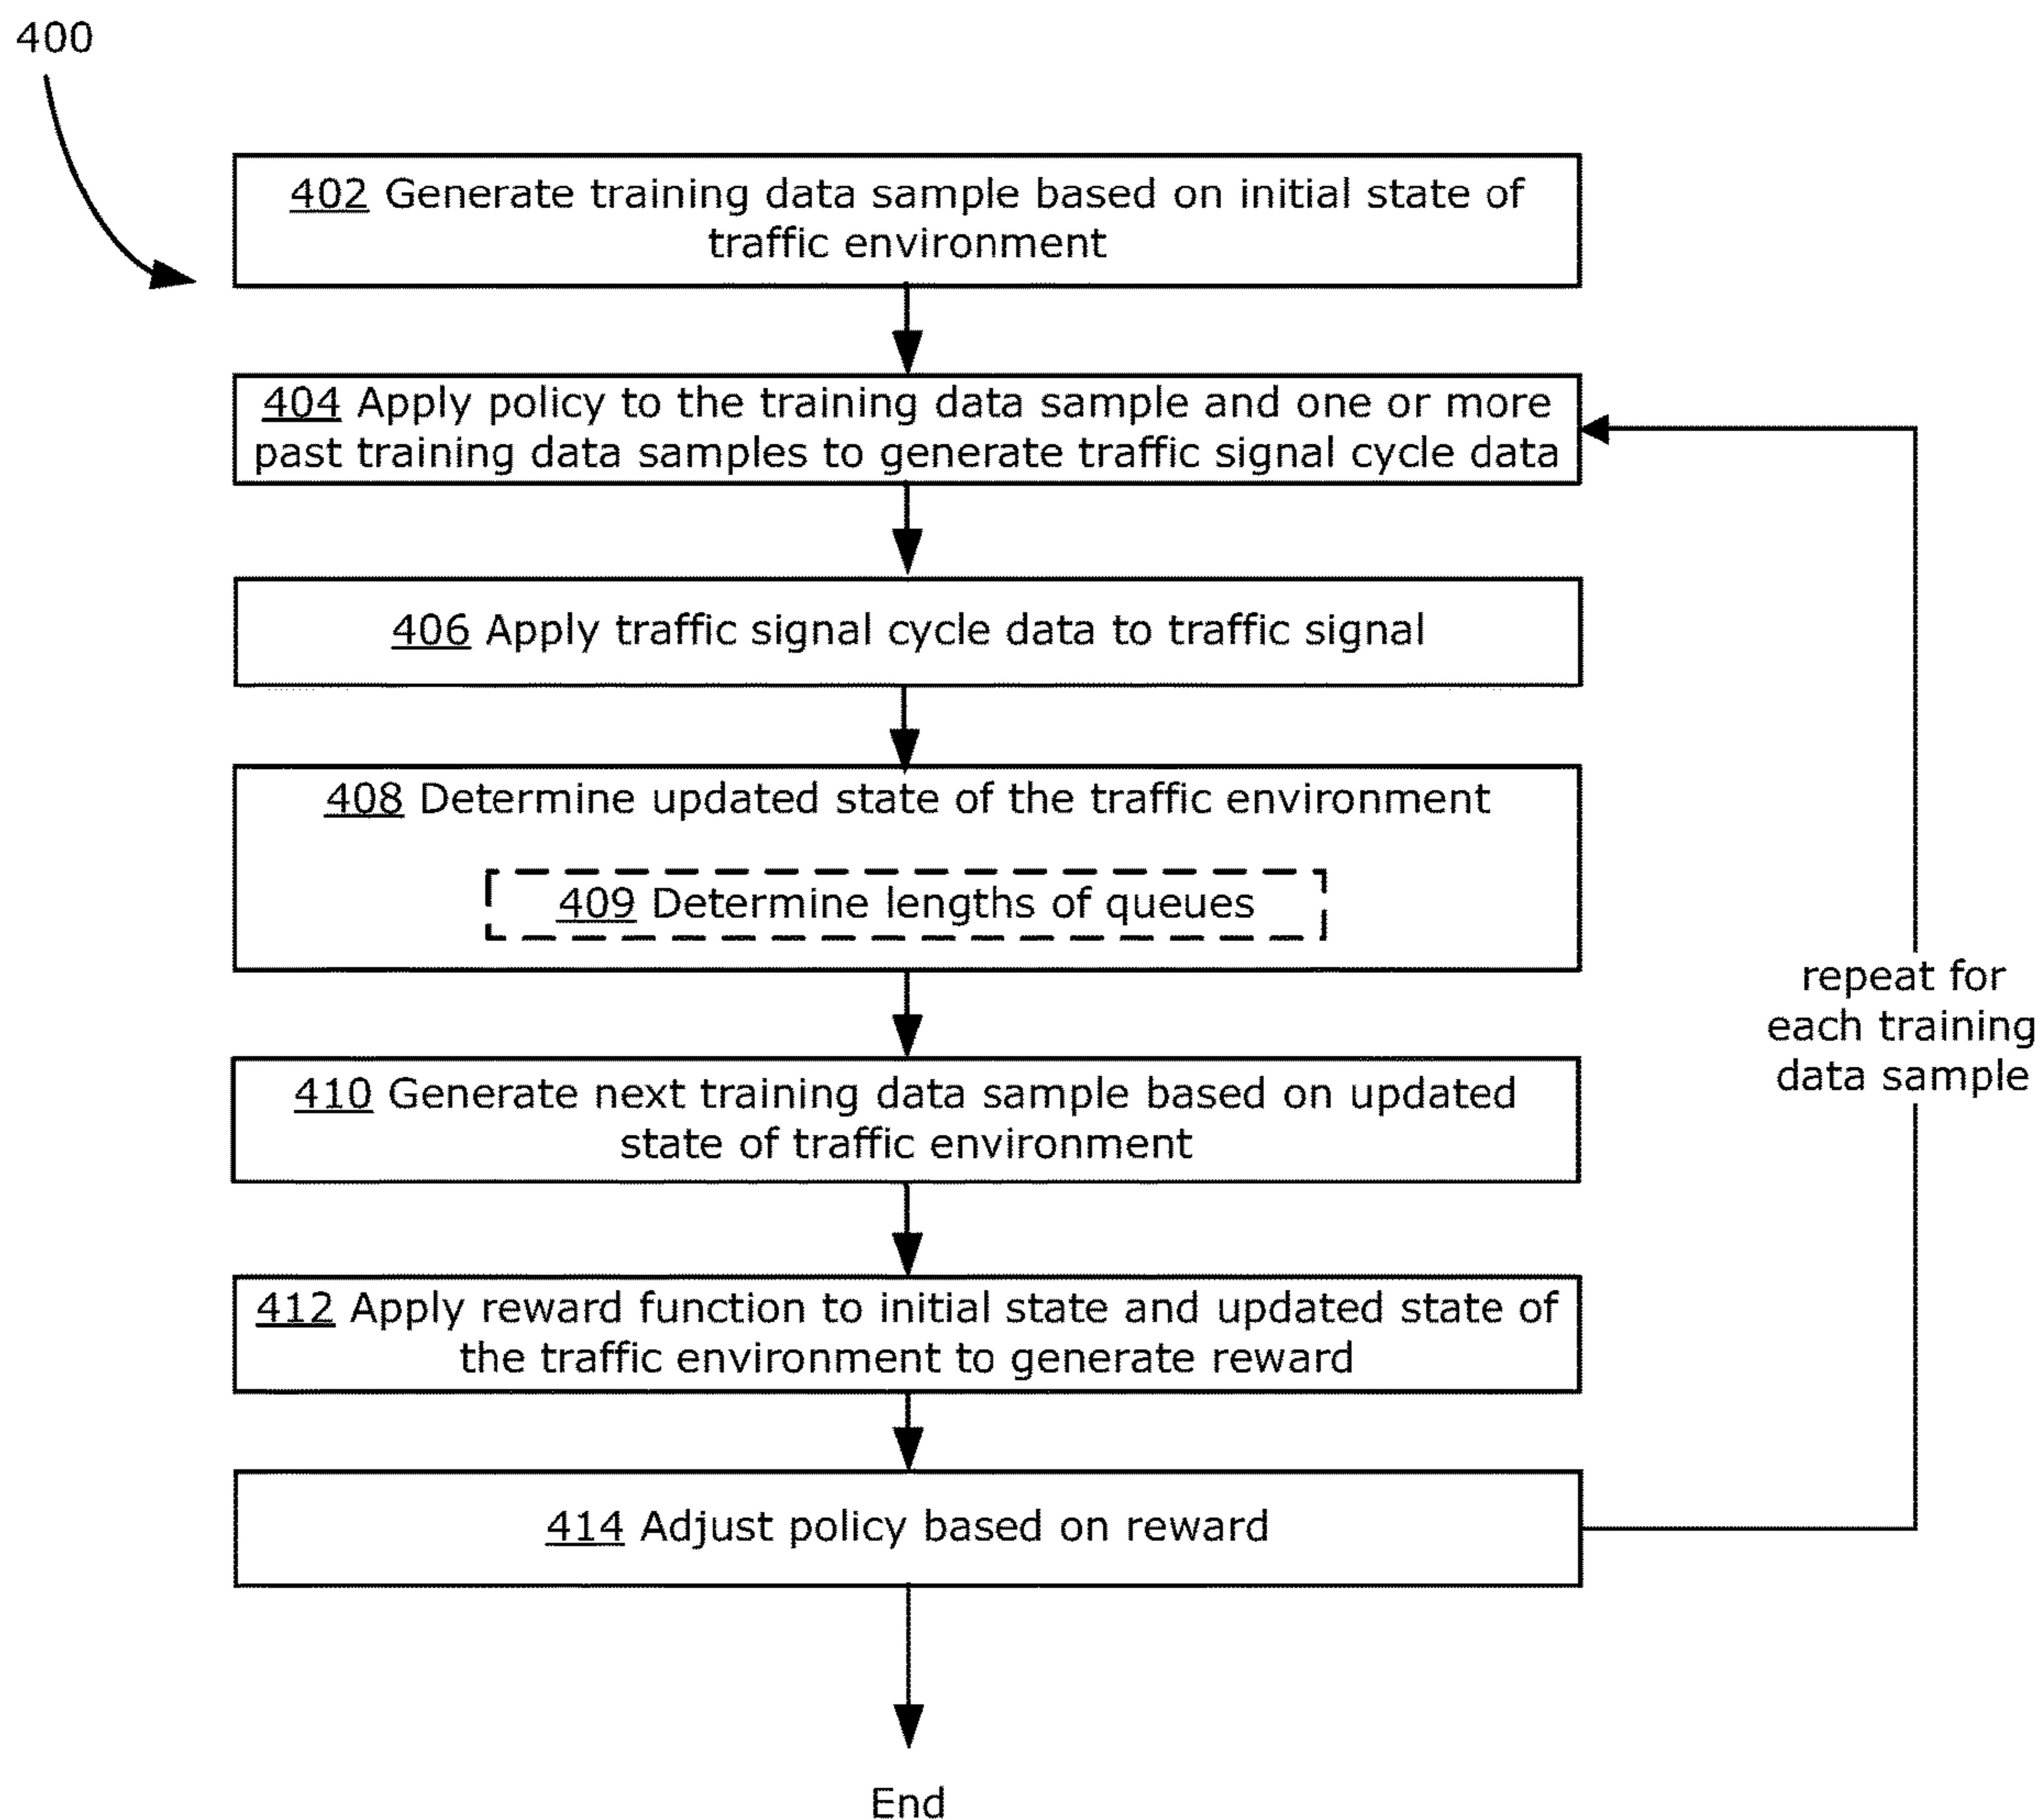 400
402 Generate training data sample based on initial state of
traffic environment
404 Apply policy to the training data sample and one or more
past training data samples to generate traffic signal cycle data
406 Apply traffic signal cycle data to traffic signal
408 Determine updated state of the traffic environment
409 Determine lengths of queues
410 Generate next training data sample based on updated
state of traffic environment
412 Apply reward function to initial state and updated state of
the traffic environment to generate reward
414 Adjust policy based on reward
repeat for
each training
data sample
End